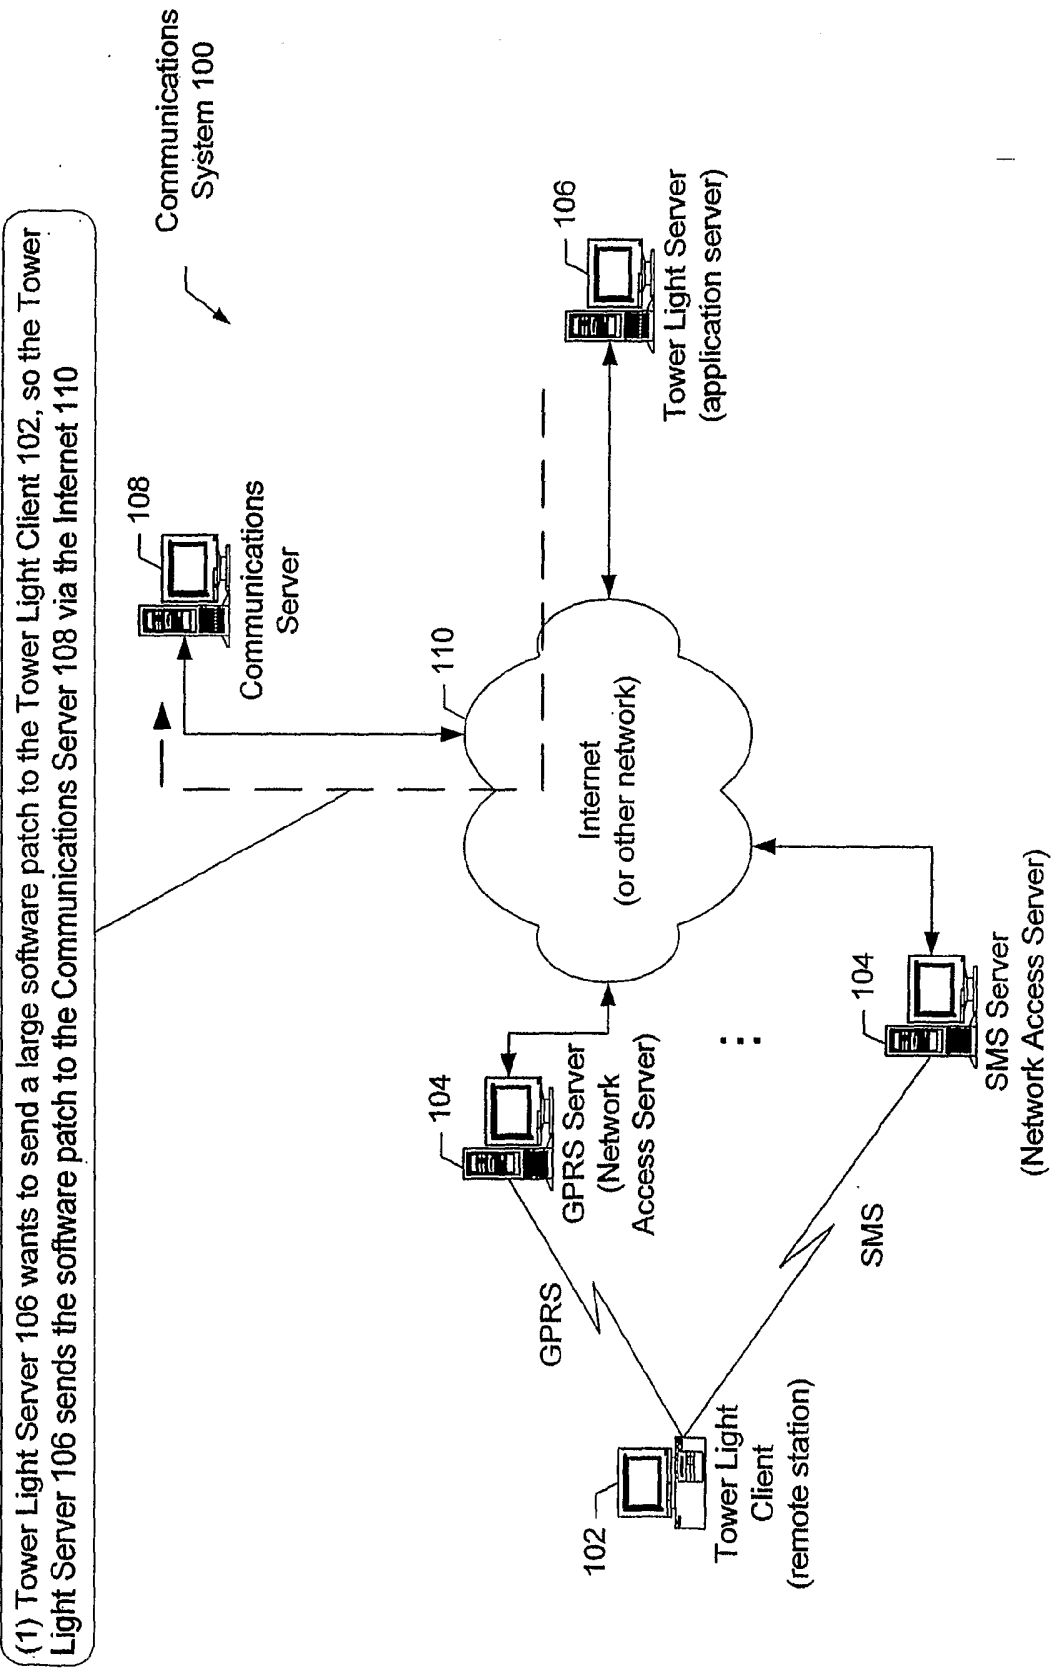 (1) Tower Light Server 106 wants to send a large software patch to the Tower Light Client 102, so the Tower
Light Server 106 sends the software patch to the Communications Server 108 via the Internet 110
Communications
System 100
108
Communications
Server
110
106
Tower Light Server
(application server)
Internet
(or other network)
104
GPRS Server
(Network
Access Server)
104
SMS Server
(Network Access Server)
GPRS
SMS
102
Tower Light
Client
(remote station)